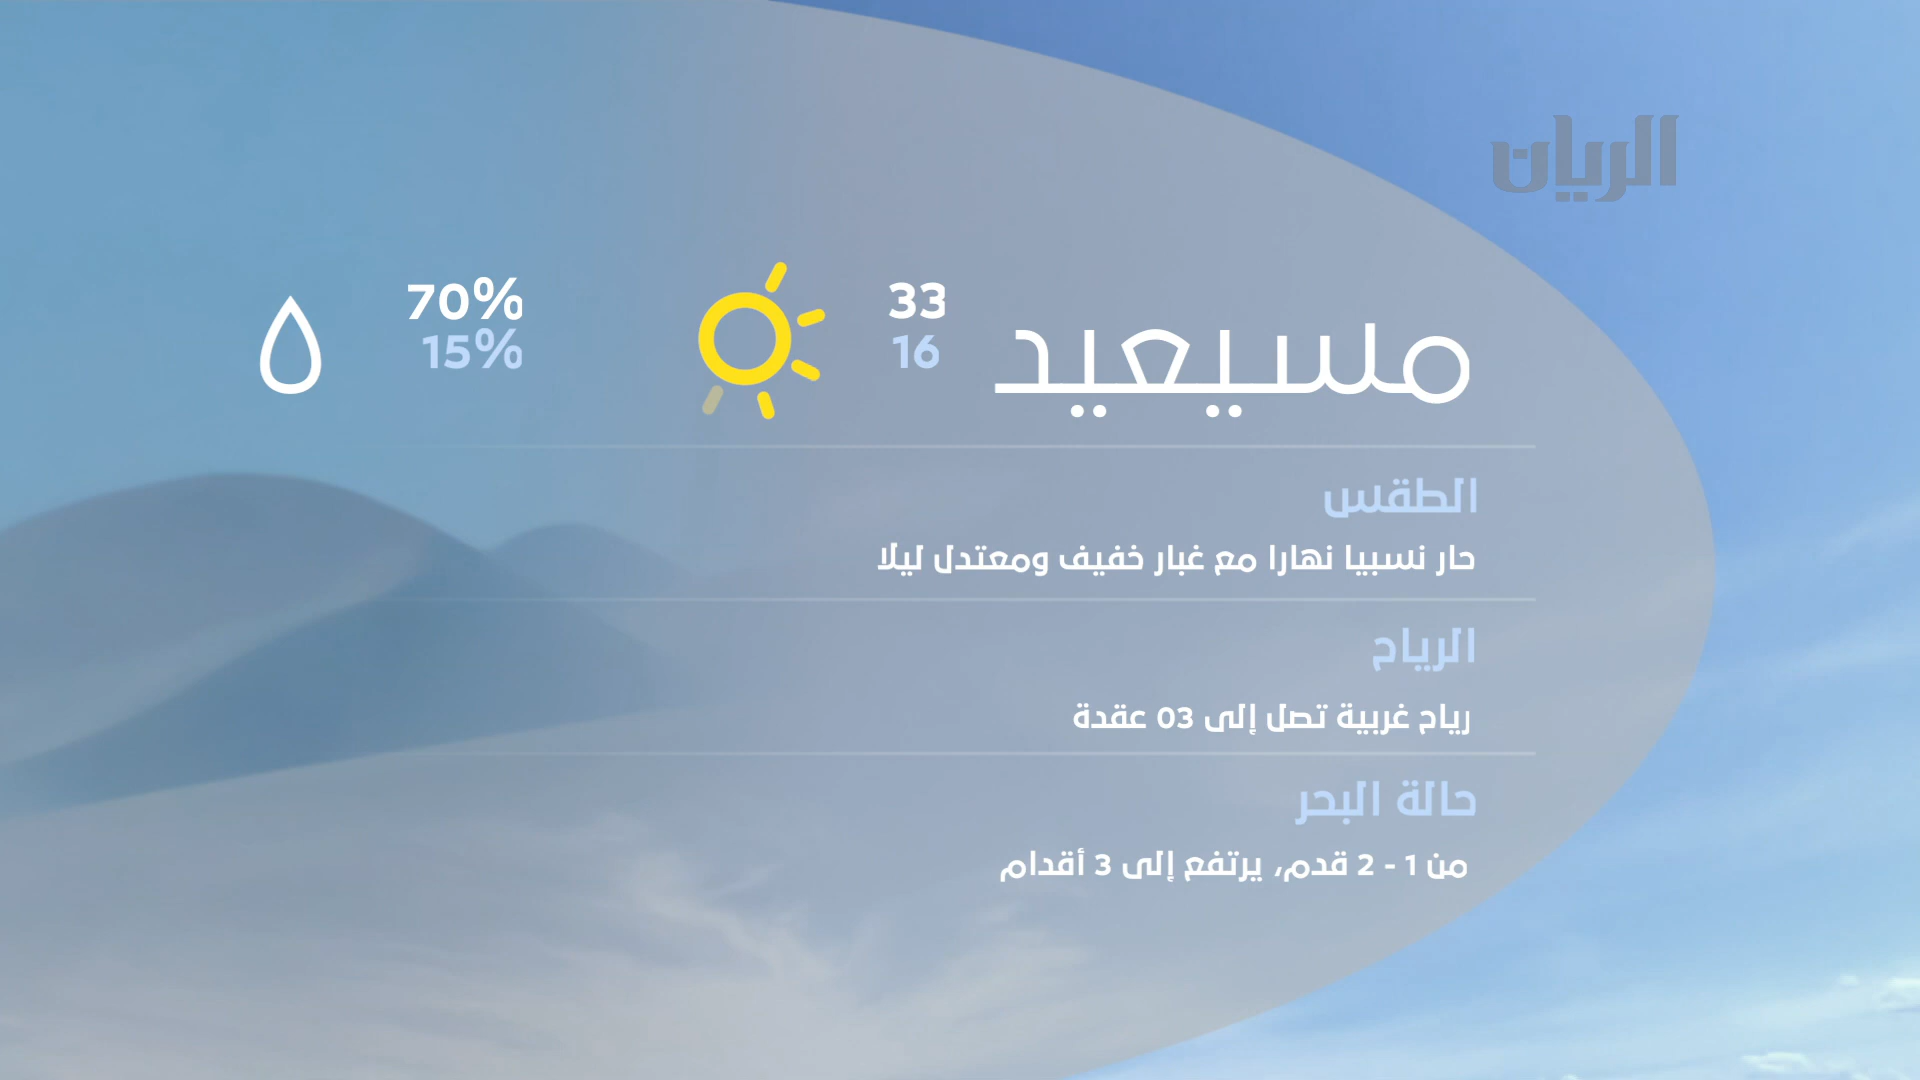 الريان
مسيعيد
33
16
70%
15%
الطقس
حار نسبيا نهارا مع غبار خفيف ومعتدل ليلا
الرياح
رياح غربية تصل إلى 03 عقدة
حالة البحر
من 1 - 2 قدم، يرتفع إلى 3 أقدام